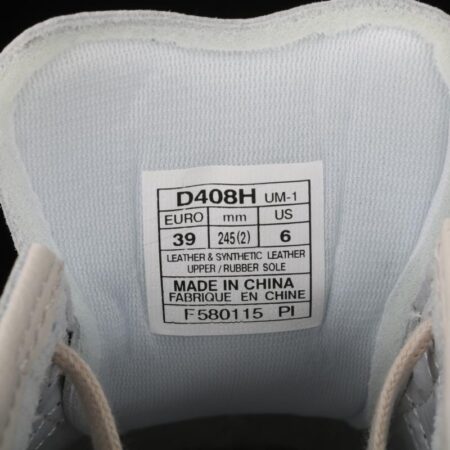 D408H UM-1
EURO mm US
39 245(2) 6
LEATHER & SYNTHETIC LEATHER
UPPER / RUBBER SOLE
MADE IN CHINA
FABRIQUE EN CHINE
F580115 PI